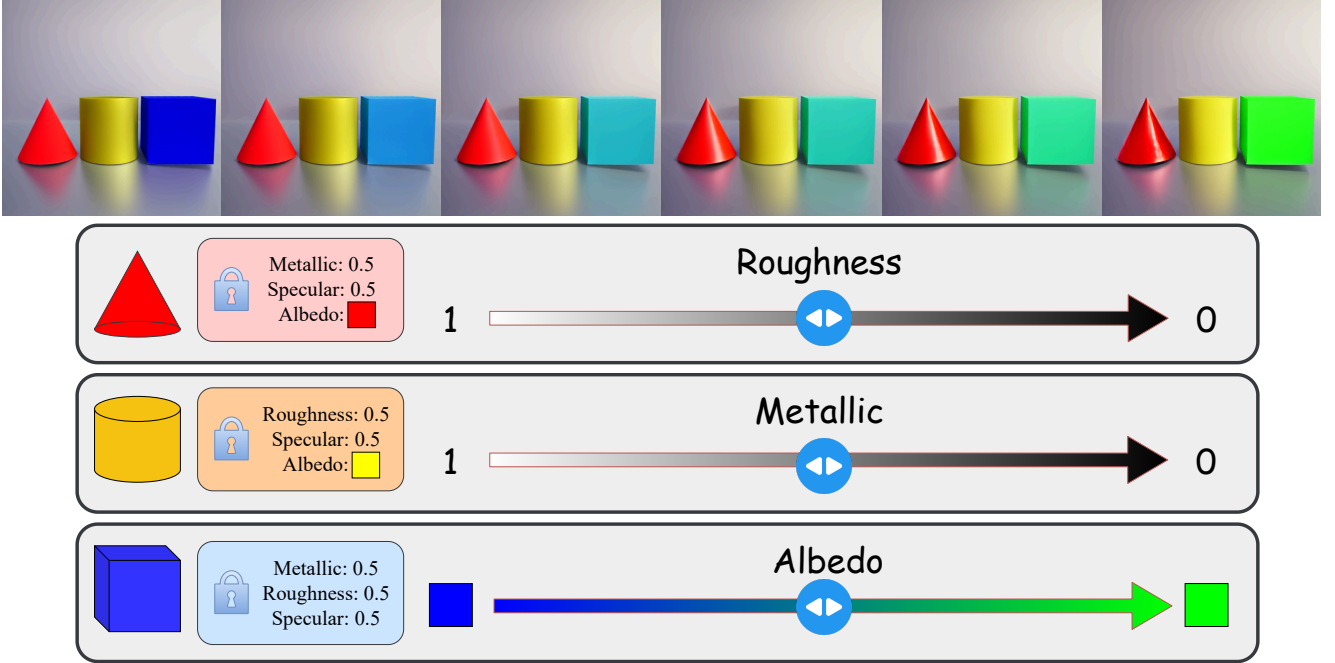 Metallic: 0.5
Specular: 0.5
Albedo:
Roughness
1
0
Roughness: 0.5
Specular: 0.5
Albedo:
Metallic
1
0
Metallic: 0.5
Roughness: 0.5
Specular: 0.5
Albedo